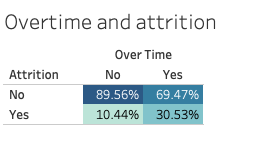 Overtime and attrition
Over Time
Attrition No Yes
No 89.56% 69.47%
Yes 10.44% 30.53%